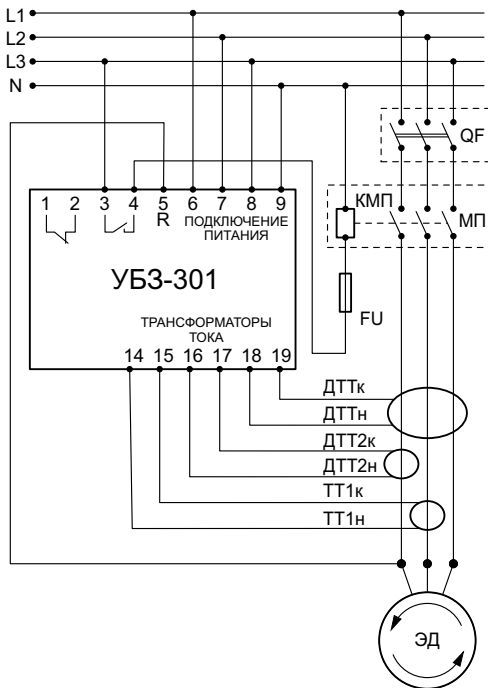 L1
L2
L3
N
QF
КМП
МП
1 2 3 4 5 6 7 8 9
R
ПОДКЛЮЧЕНИЕ
ПИТАНИЯ
УБЗ-301
FU
ТРАНСФОРМАТОРЫ
ТОКА
14 15 16 17 18 19
ДТТк
ДТТн
ДТТ2к
ДТТ2н
ТТ1к
ТТ1н
ЭД